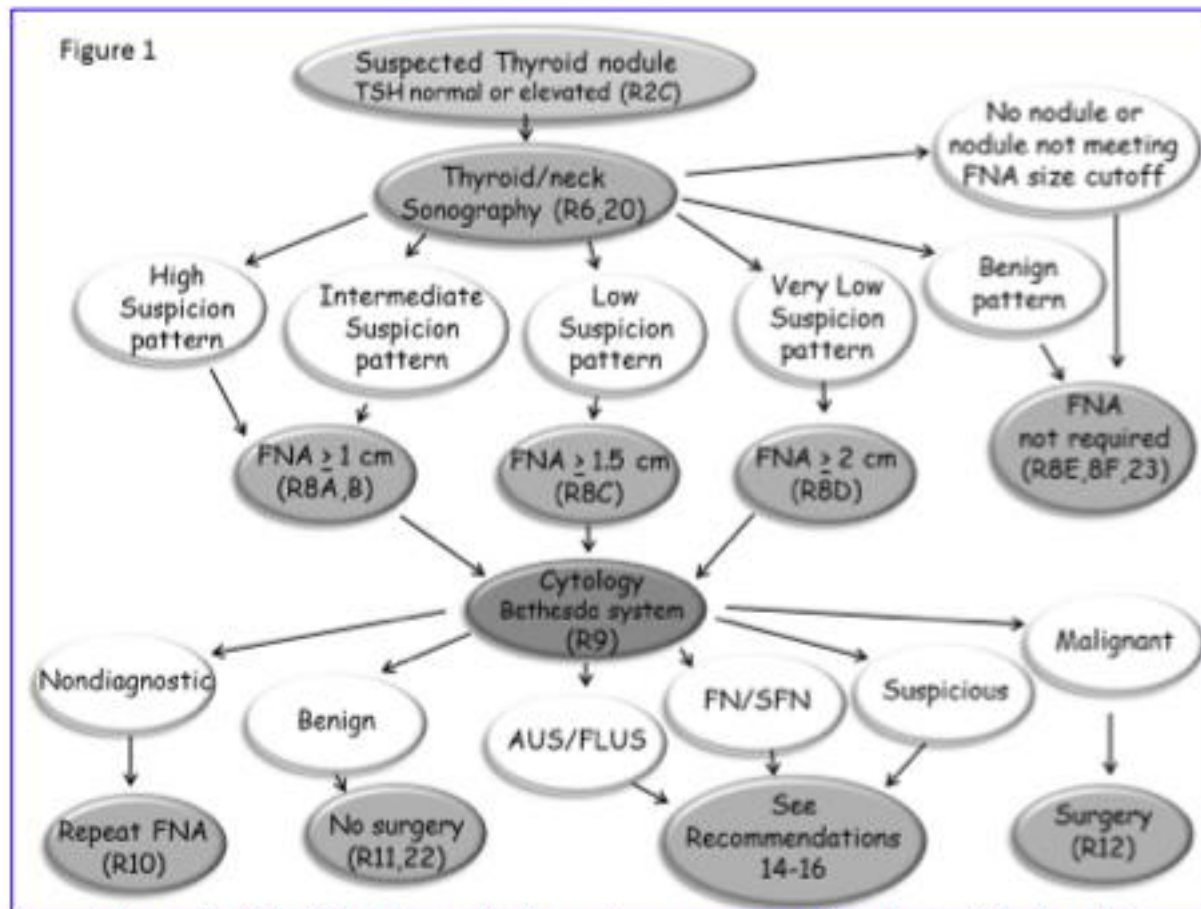 Figure 1
Suspected Thyroid nodule
TSH normal or elevated (R2C)
No nodule or
nodule not meeting
FNA size cutoff
Thyroid/neck
Sonography (R6,20)
High
Suspicion
pattern
Intermediate
Suspicion
pattern
Low
Suspicion
pattern
Very Low
Suspicion
pattern
Benign
pattern
FNA ≥ 1 cm
(R8A,B)
FNA ≥ 1.5 cm
(R8C)
FNA ≥ 2 cm
(R8D)
FNA
not required
(R8E,8F,23)
Cytology
Bethesda system
(R9)
Nondiagnostic
Benign
AUS/FLUS
FN/SFN
Suspicious
Malignant
Repeat FNA
(R10)
No surgery
(R11,22)
See
Recommendations
14-16
Surgery
(R12)